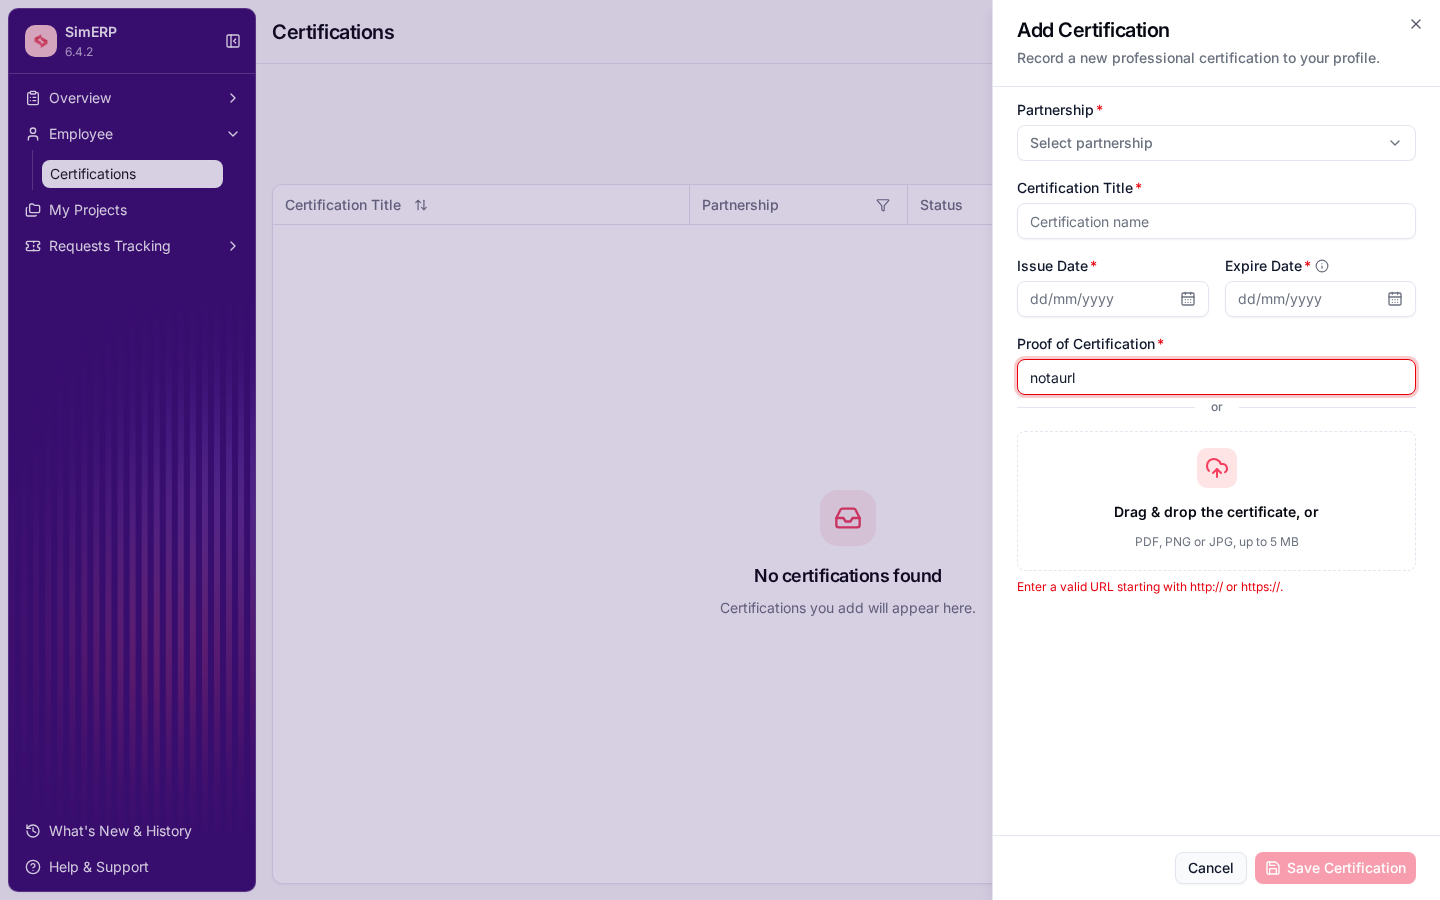 SimERP
6.4.2
Overview
Employee
Certifications
My Projects
Requests Tracking
What's New & History
Help & Support
Certifications
Certification Title
Partnership
Status
No certifications found
Certifications you add will appear here.
Add Certification
Record a new professional certification to your profile.
Partnership *
Select partnership
Certification Title *
Certification name
Issue Date * Expire Date *
dd/mm/yyyy dd/mm/yyyy
Proof of Certification *
notaurl
or
Drag & drop the certificate, or
PDF, PNG or JPG, up to 5 MB
Enter a valid URL starting with http:// or https://.
Cancel Save Certification